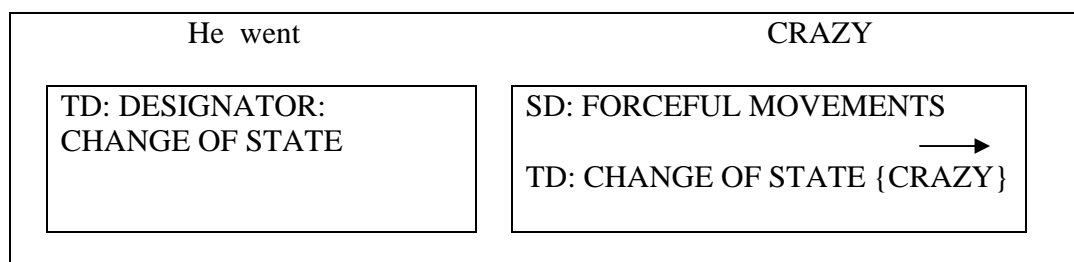 He went CRAZY
TD: DESIGNATOR:
CHANGE OF STATE
SD: FORCEFUL MOVEMENTS
TD: CHANGE OF STATE {CRAZY}